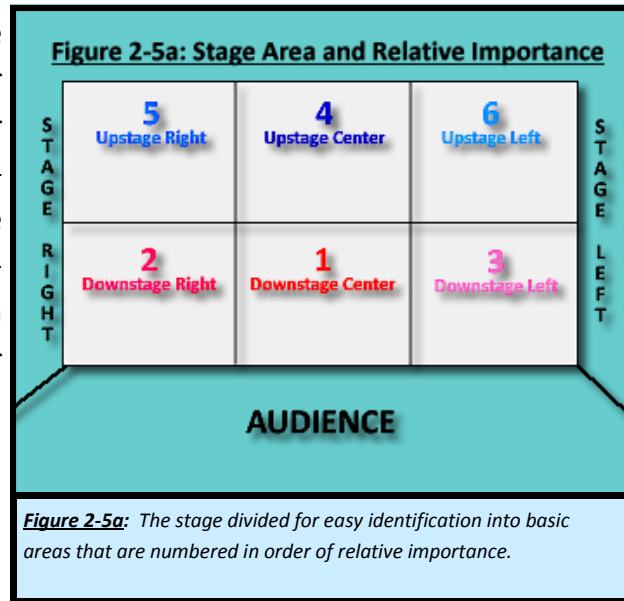 Figure 2-5a: Stage Area and Relative Importance
STAGE RIGHT
5
Upstage Right
4
Upstage Center
6
Upstage Left
STAGE LEFT
2
Downstage Right
1
Downstage Center
3
Downstage Left
AUDIENCE
Figure 2-5a: The stage divided for easy identification into basic
areas that are numbered in order of relative importance.